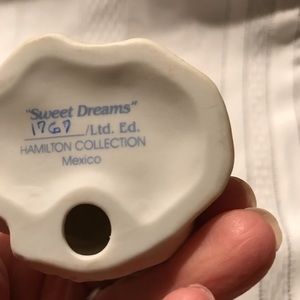 "Sweet Dreams"
1767/Ltd. Ed.
HAMILTON COLLECTION
Mexico